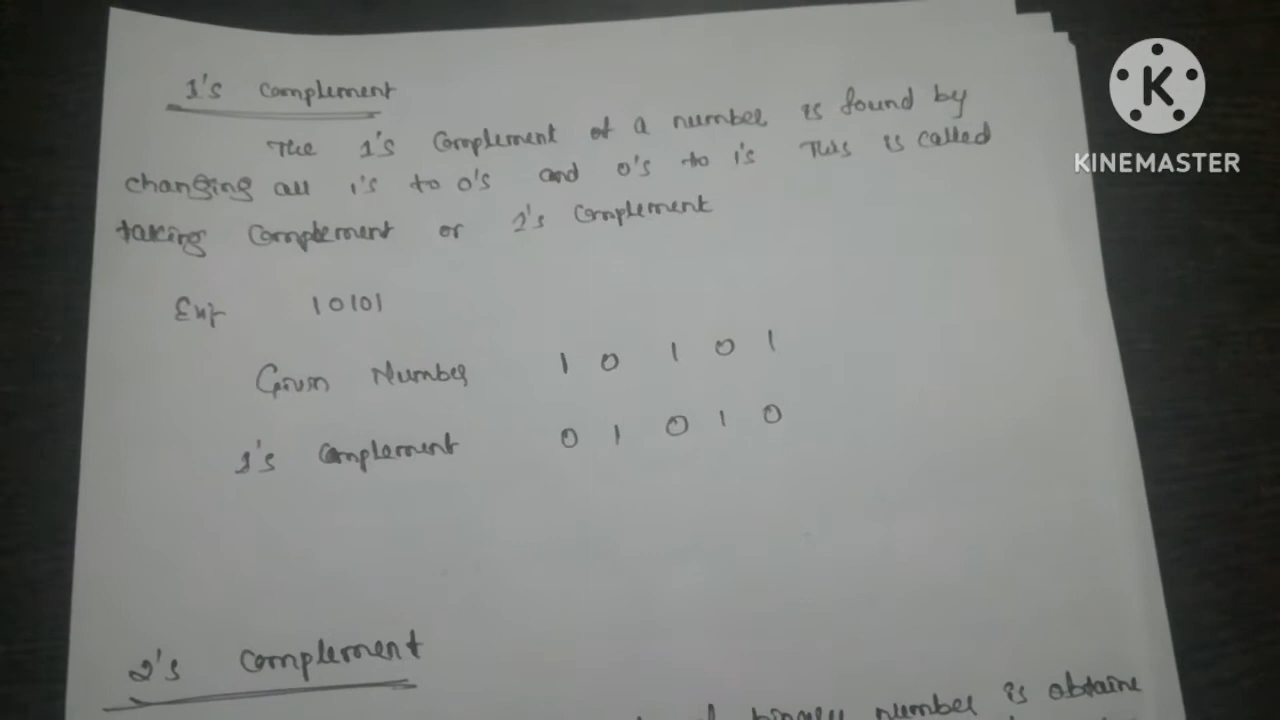 1's complement
The 1's complement of a number is found by
changing all 1's to 0's and 0's to 1's This is called
taking complement or 1's complement
10101
Given Number 1 0 1 0 1
1's complement 0 1 0 1 0
2's complement
binary number is obtaine
K
KINEMASTER